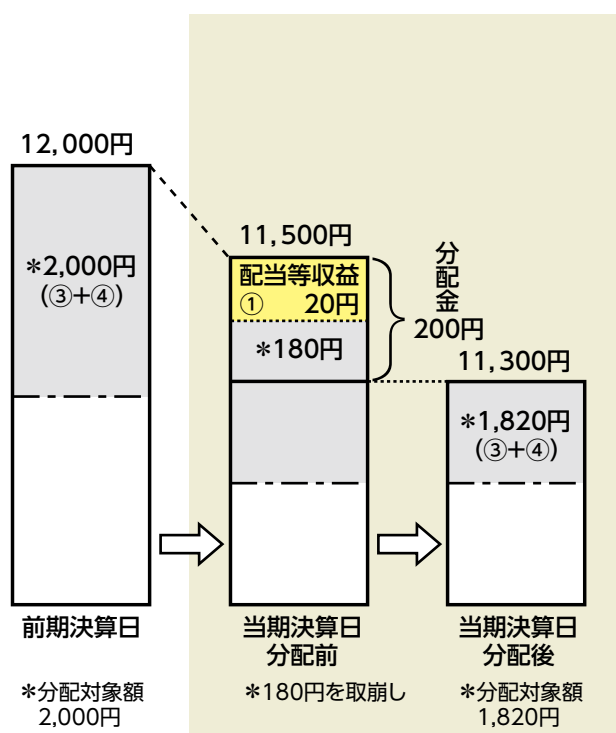 12,000円
*2,000円
(③+④)
前期決算日
*分配対象額
2,000円
11,500円
配当等収益
① 20円
*180円
分配金
200円
当期決算日
分配前
*180円を取崩し
11,300円
*1,820円
(③+④)
当期決算日
分配後
*分配対象額
1,820円